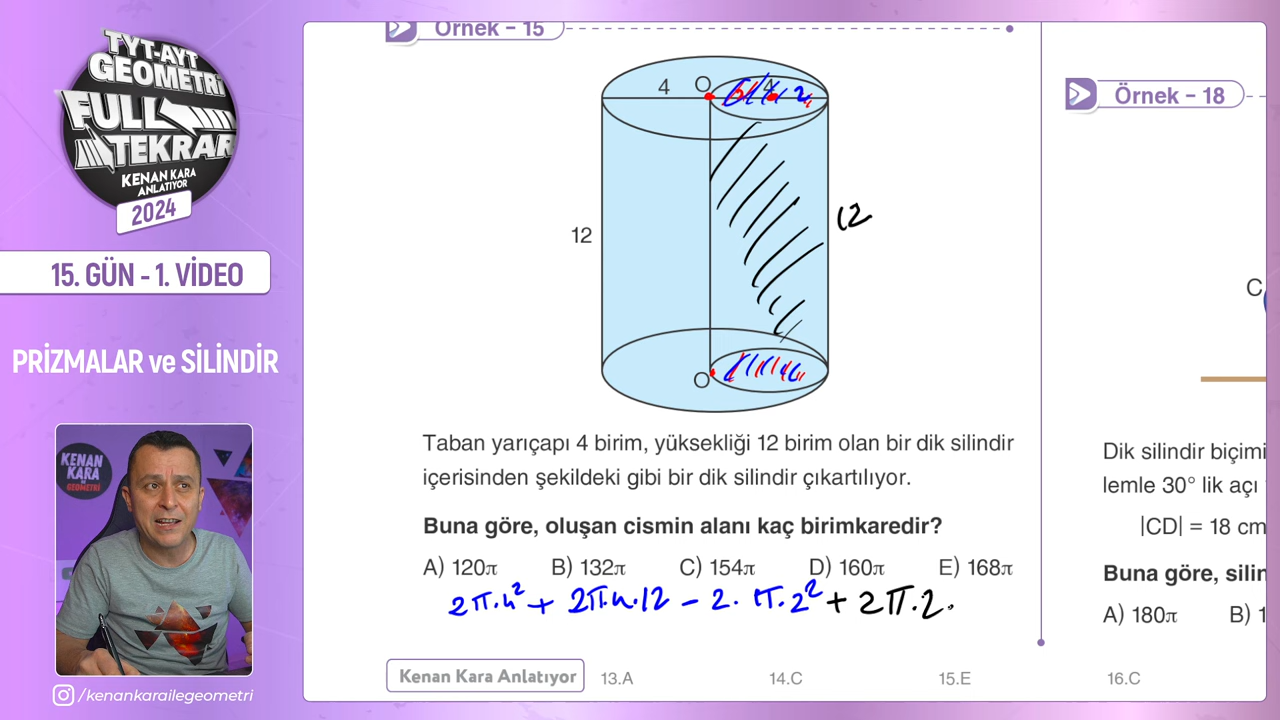 TYT-AYT
GEOMETRİ
FULL
TEKRAR
KENAN KARA
ANLATIYOR
2024
15. GÜN - 1. VİDEO
PRİZMALAR ve SİLİNDİR
KENAN
KARA
GEOMETRİ
/kenankarailegeometri
Örnek - 15
4 O 4 2
12
12
O
Taban yarıçapı 4 birim, yüksekliği 12 birim olan bir dik silindir
içerisinden şekildeki gibi bir dik silindir çıkartılıyor.
Buna göre, oluşan cismin alanı kaç birimkaredir?
A) 120π B) 132π C) 154π D) 160π E) 168π
2π.4² + 2π.4.12 - 2.π.2² + 2π.2.
Kenan Kara Anlatıyor 13.A 14.C 15.E 16.C
Örnek - 18
C
Dik silindir biçimi
lemle 30° lik açı
|CD| = 18 cm
Buna göre, silin
A) 180π B) 1